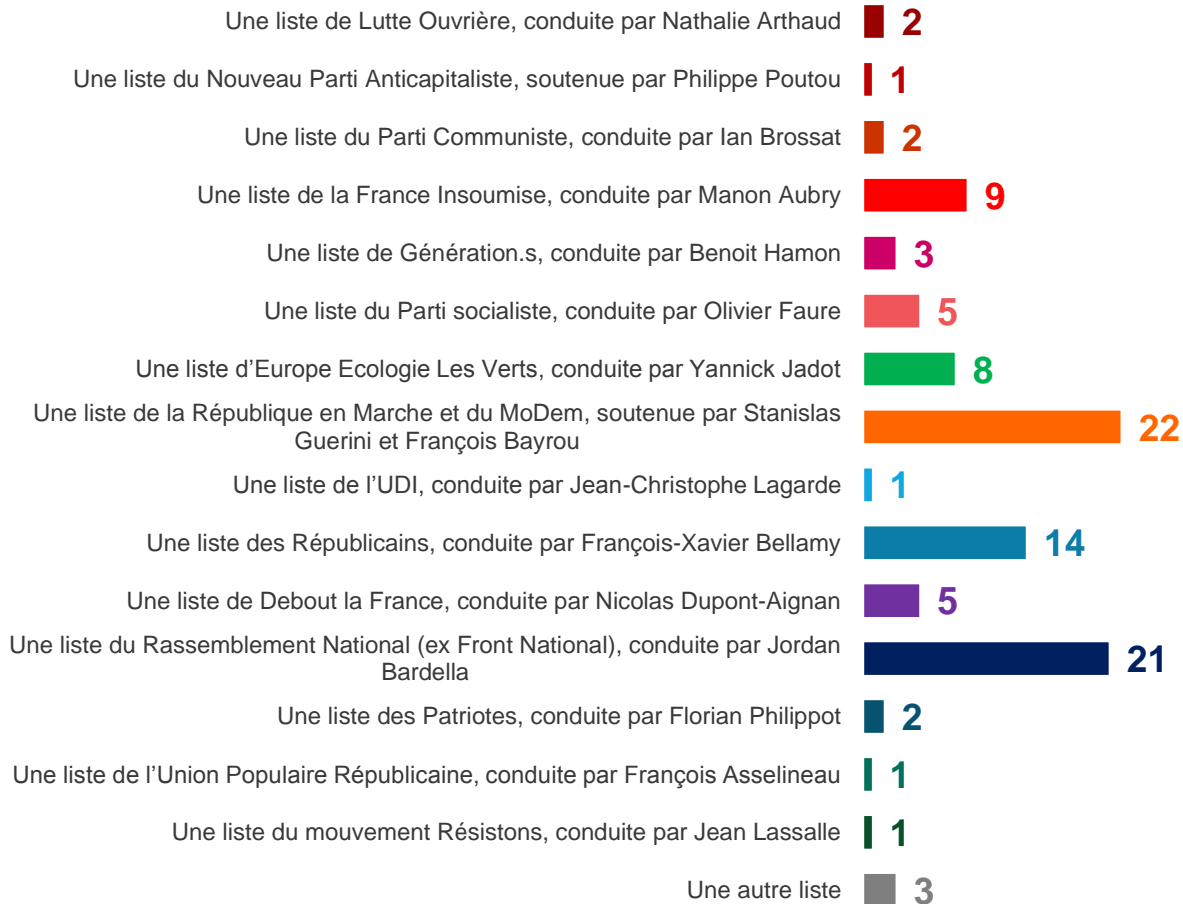 Une liste de Lutte Ouvrière, conduite par Nathalie Arthaud 2
Une liste du Nouveau Parti Anticapitaliste, soutenue par Philippe Poutou 1
Une liste du Parti Communiste, conduite par Ian Brossat 2
Une liste de la France Insoumise, conduite par Manon Aubry 9
Une liste de Génération.s, conduite par Benoit Hamon 3
Une liste du Parti socialiste, conduite par Olivier Faure 5
Une liste d’Europe Ecologie Les Verts, conduite par Yannick Jadot 8
Une liste de la République en Marche et du MoDem, soutenue par Stanislas
Guerini et François Bayrou 22
Une liste de l’UDI, conduite par Jean-Christophe Lagarde 1
Une liste des Républicains, conduite par François-Xavier Bellamy 14
Une liste de Debout la France, conduite par Nicolas Dupont-Aignan 5
Une liste du Rassemblement National (ex Front National), conduite par Jordan
Bardella 21
Une liste des Patriotes, conduite par Florian Philippot 2
Une liste de l’Union Populaire Républicaine, conduite par François Asselineau 1
Une liste du mouvement Résistons, conduite par Jean Lassalle 1
Une autre liste 3